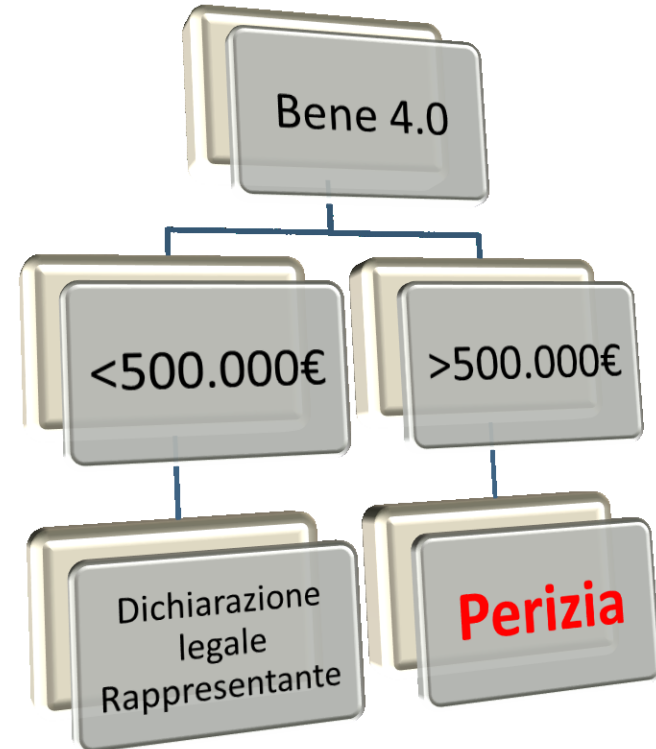 Bene 4.0
<500.000€
>500.000€
Dichiarazione
legale
Rappresentante
Perizia